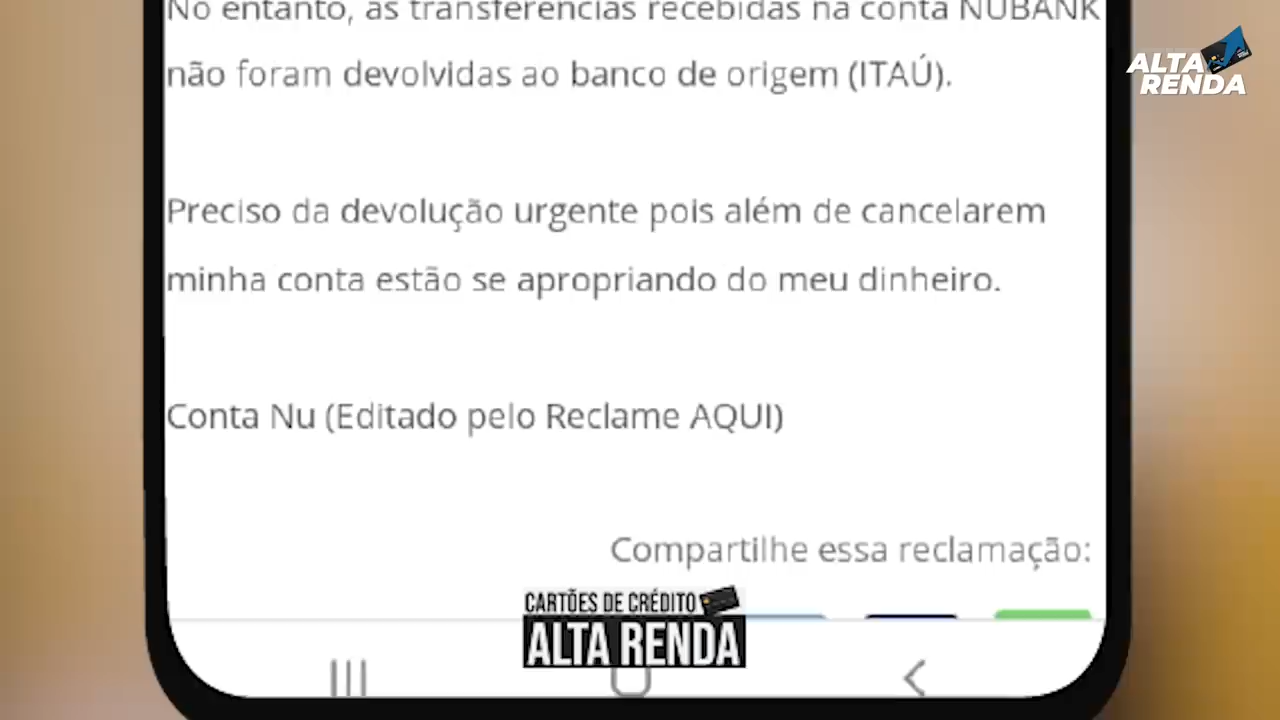 No entanto, as transferências recebidas na conta NUBANK
não foram devolvidas ao banco de origem (ITAÚ).
Preciso da devolução urgente pois além de cancelarem
minha conta estão se apropriando do meu dinheiro.
Conta Nu (Editado pelo Reclame AQUI)
Compartilhe essa reclamação:
CARTÕES DE CRÉDITO
ALTA RENDA
ALTA
RENDA